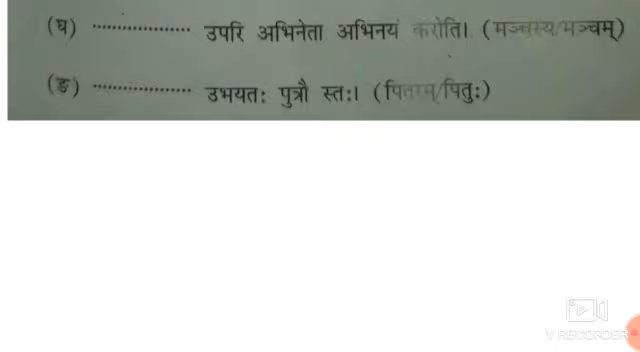 (घ) ................... उपरि अभिनेता अभिनयं करोति। (मञ्चस्य/मञ्चम्)
(ङ) ................... उभयतः पुत्रौ स्तः। (पितरम्/पितुः)
V RECORDER